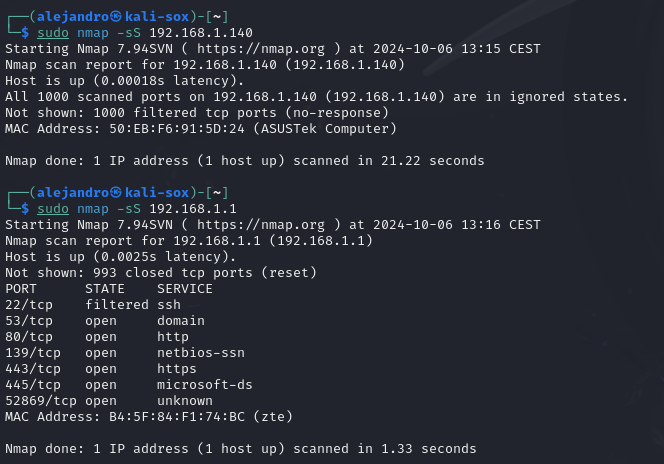 ┌──(alejandro㉿kali-sox)-[~]
└─$ sudo nmap -sS 192.168.1.140
Starting Nmap 7.94SVN ( https://nmap.org ) at 2024-10-06 13:15 CEST
Nmap scan report for 192.168.1.140 (192.168.1.140)
Host is up (0.00018s latency).
All 1000 scanned ports on 192.168.1.140 (192.168.1.140) are in ignored states.
Not shown: 1000 filtered tcp ports (no-response)
MAC Address: 50:EB:F6:91:5D:24 (ASUSTek Computer)

Nmap done: 1 IP address (1 host up) scanned in 21.22 seconds

┌──(alejandro㉿kali-sox)-[~]
└─$ sudo nmap -sS 192.168.1.1
Starting Nmap 7.94SVN ( https://nmap.org ) at 2024-10-06 13:16 CEST
Nmap scan report for 192.168.1.1 (192.168.1.1)
Host is up (0.0025s latency).
Not shown: 993 closed tcp ports (reset)
PORT      STATE    SERVICE
22/tcp    filtered ssh
53/tcp    open     domain
80/tcp    open     http
139/tcp   open     netbios-ssn
443/tcp   open     https
445/tcp   open     microsoft-ds
52869/tcp open     unknown
MAC Address: B4:5F:84:F1:74:BC (zte)

Nmap done: 1 IP address (1 host up) scanned in 1.33 seconds